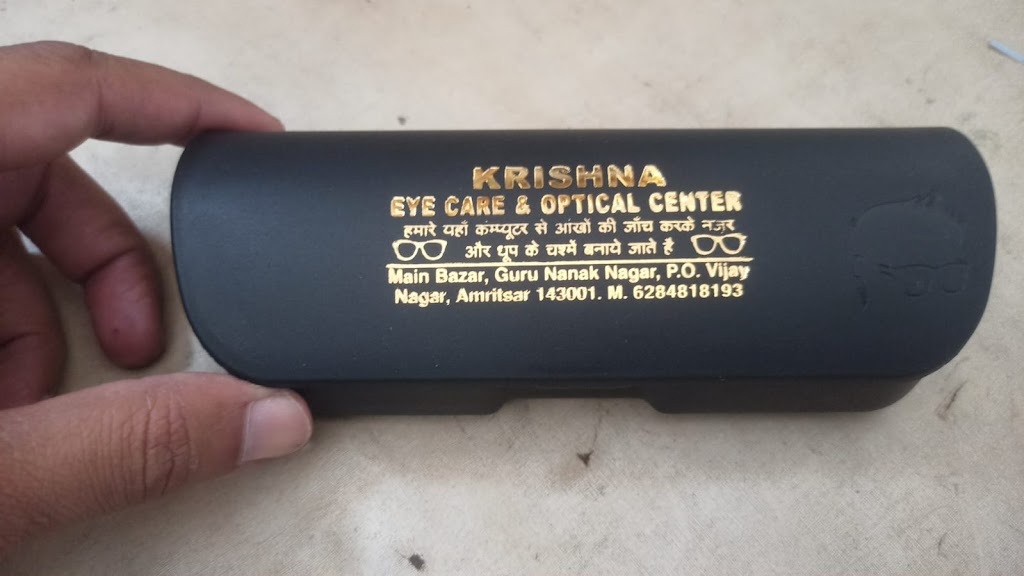 KRISHNA
EYE CARE & OPTICAL CENTER
हमारे यहाँ कम्प्यूटर से आंखों की जाँच करके नज़र
और धूप के चश्में बनाये जाते है
Main Bazar, Guru Nanak Nagar, P.O. Vijay
Nagar, Amritsar 143001. M. 6284818193